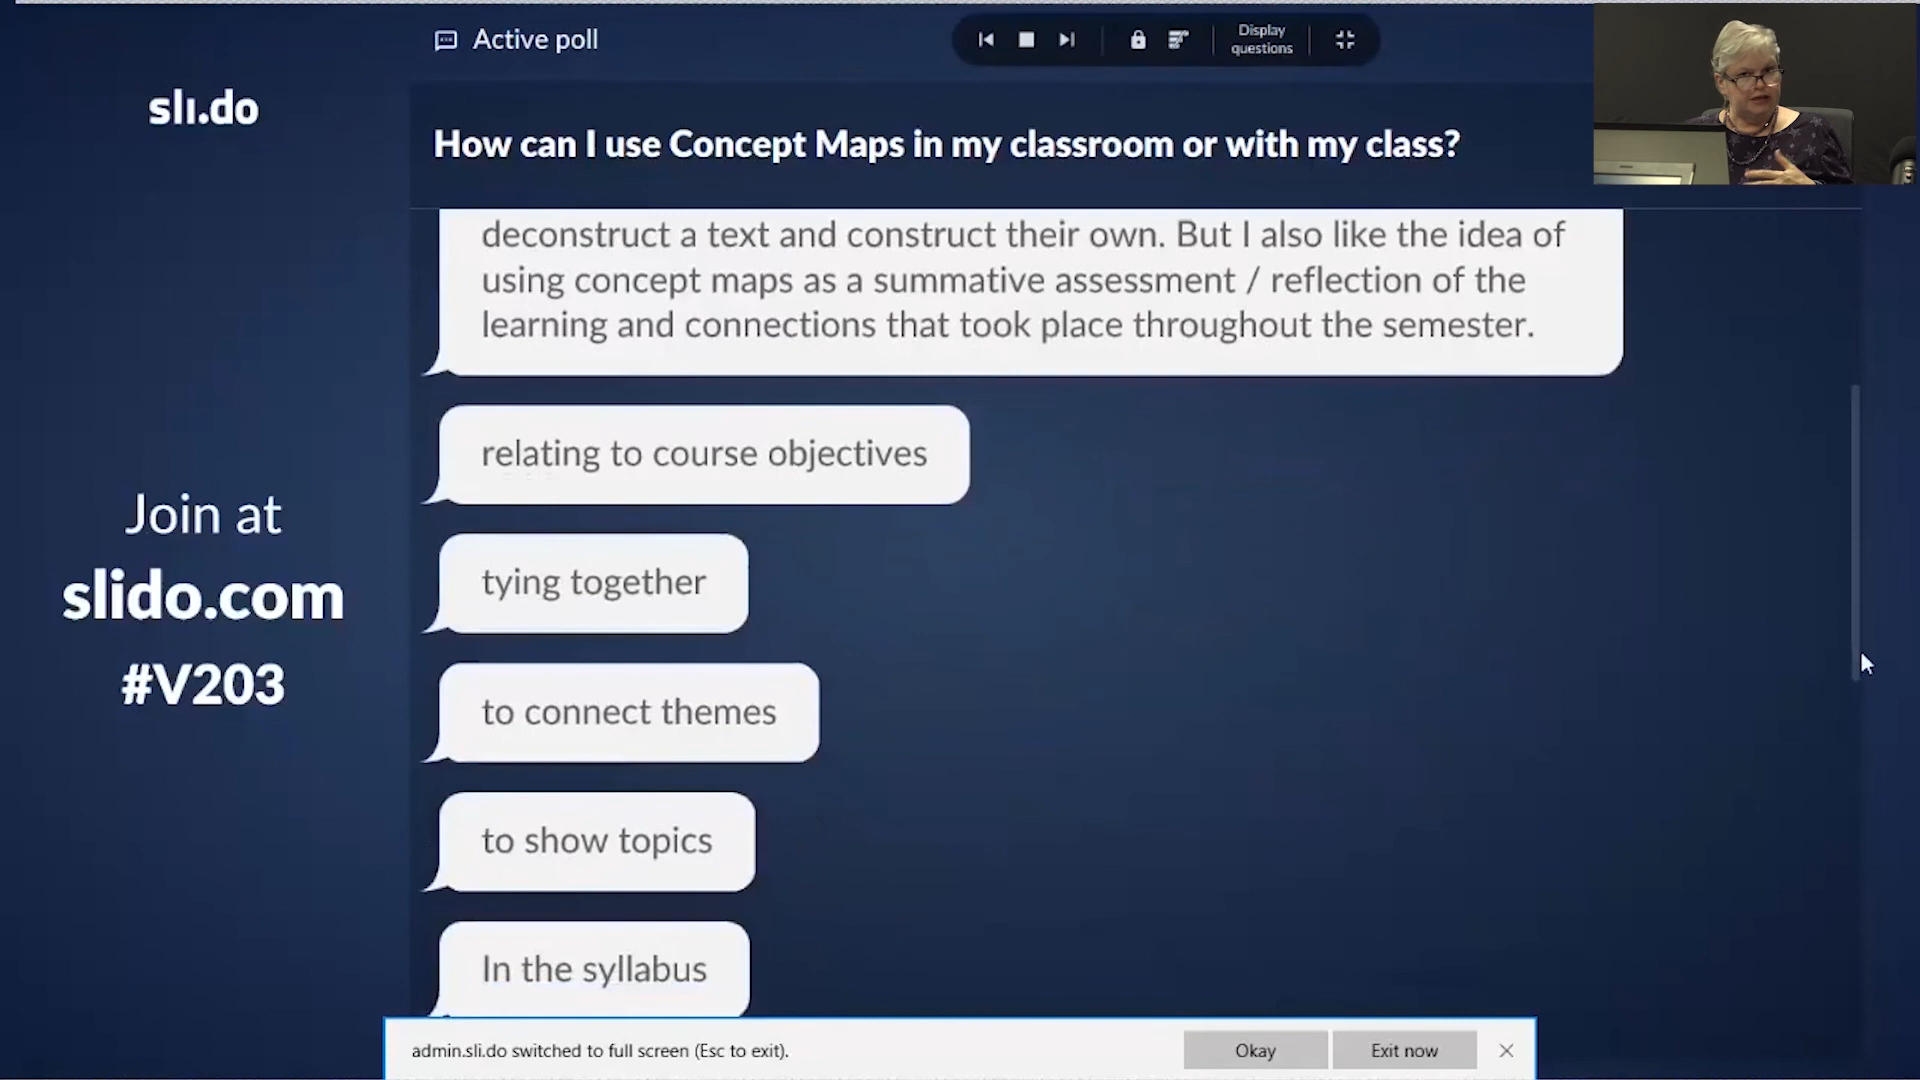 Active poll
Display
questions
sli.do
How can I use Concept Maps in my classroom or with my class?
deconstruct a text and construct their own. But I also like the idea of
using concept maps as a summative assessment / reflection of the
learning and connections that took place throughout the semester.
relating to course objectives
tying together
to connect themes
to show topics
In the syllabus
Join at
slido.com
#V203
admin.sli.do switched to full screen (Esc to exit).
Okay
Exit now